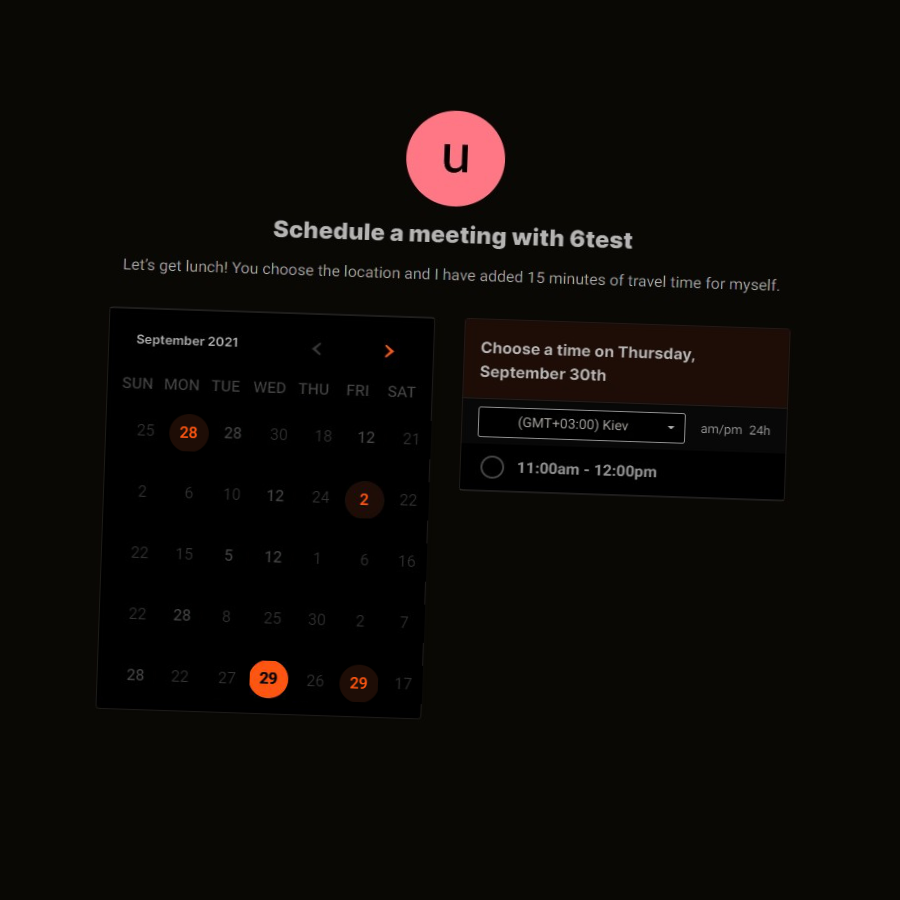 u
Schedule a meeting with 6test
Let's get lunch! You choose the location and I have added 15 minutes of travel time for myself.
September 2021
SUN MON TUE WED THU FRI SAT
25 28 28 30 18 12 21
2 6 10 12 24 2 22
22 15 5 12 1 6 16
22 28 8 25 30 2 7
28 22 27 29 26 29 17
Choose a time on Thursday,
September 30th
(GMT+03:00) Kiev
am/pm 24h
11:00am - 12:00pm